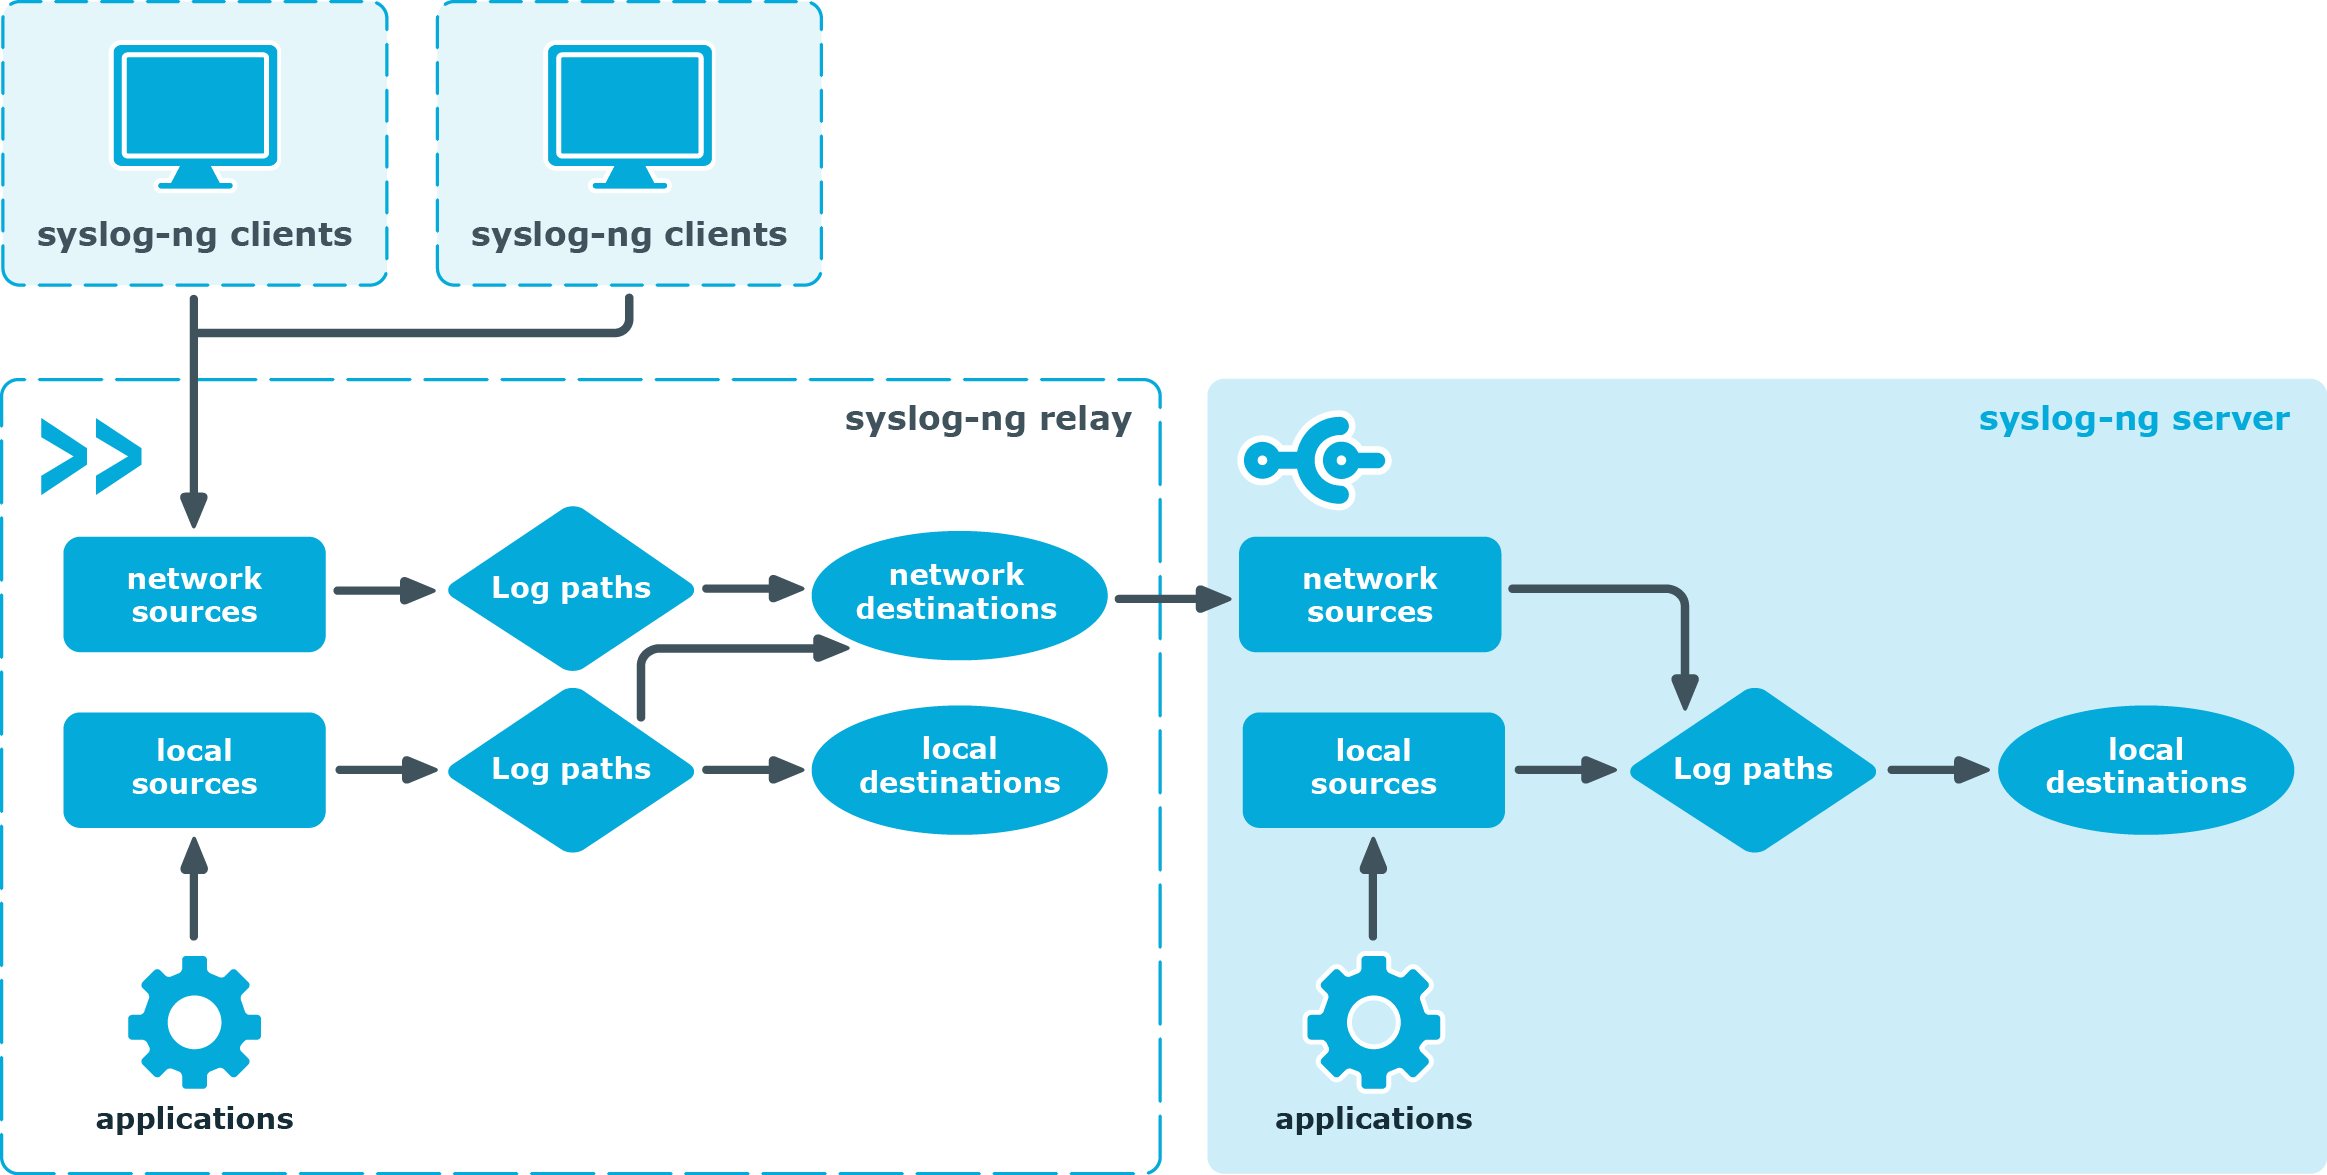 syslog-ng clients
syslog-ng clients
syslog-ng relay
network
sources
Log paths
network
destinations
local
sources
Log paths
local
destinations
applications
syslog-ng server
network
sources
local
sources
Log paths
local
destinations
applications